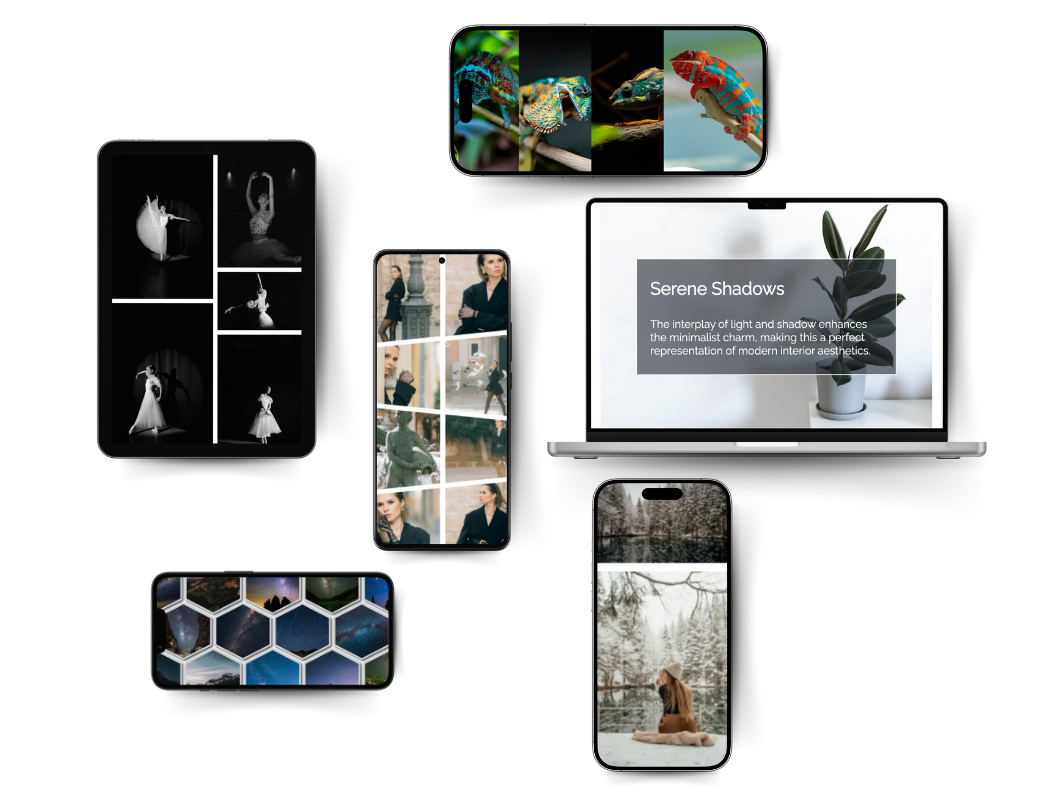 Serene Shadows
The interplay of light and shadow enhances
the minimalist charm, making this a perfect
representation of modern interior aesthetics.